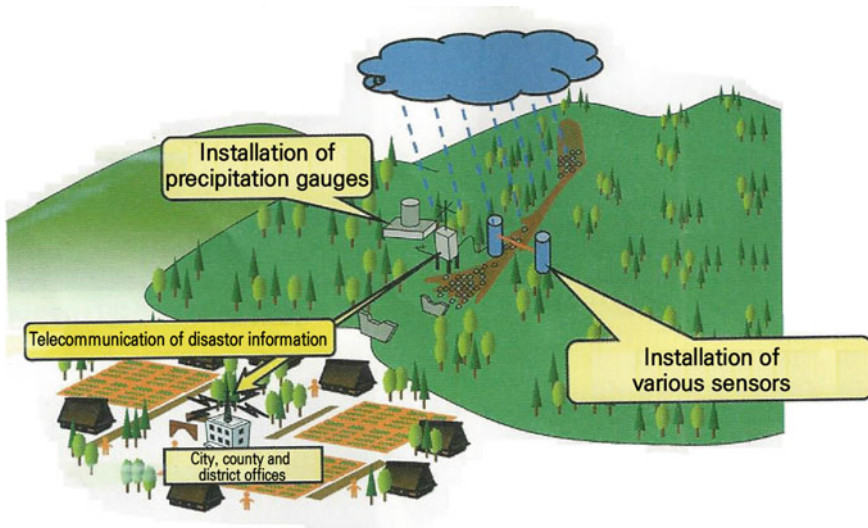 Installation of
precipitation gauges
Telecommunication of disastor information
Installation of
various sensors
City, county and
district offices